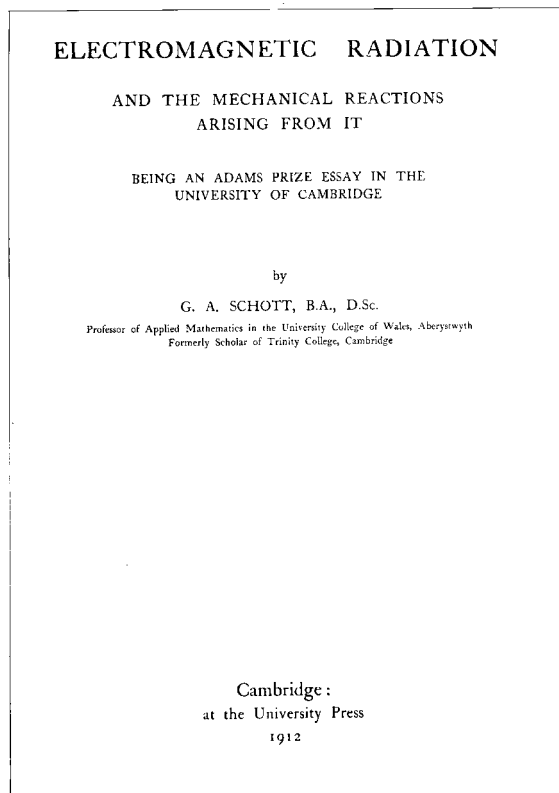 ELECTROMAGNETIC RADIATION
AND THE MECHANICAL REACTIONS
ARISING FROM IT
BEING AN ADAMS PRIZE ESSAY IN THE
UNIVERSITY OF CAMBRIDGE
by
G. A. SCHOTT, B.A., D.Sc.
Professor of Applied Mathematics in the University College of Wales, Aberystwyth
Formerly Scholar of Trinity College, Cambridge
Cambridge:
at the University Press
1912